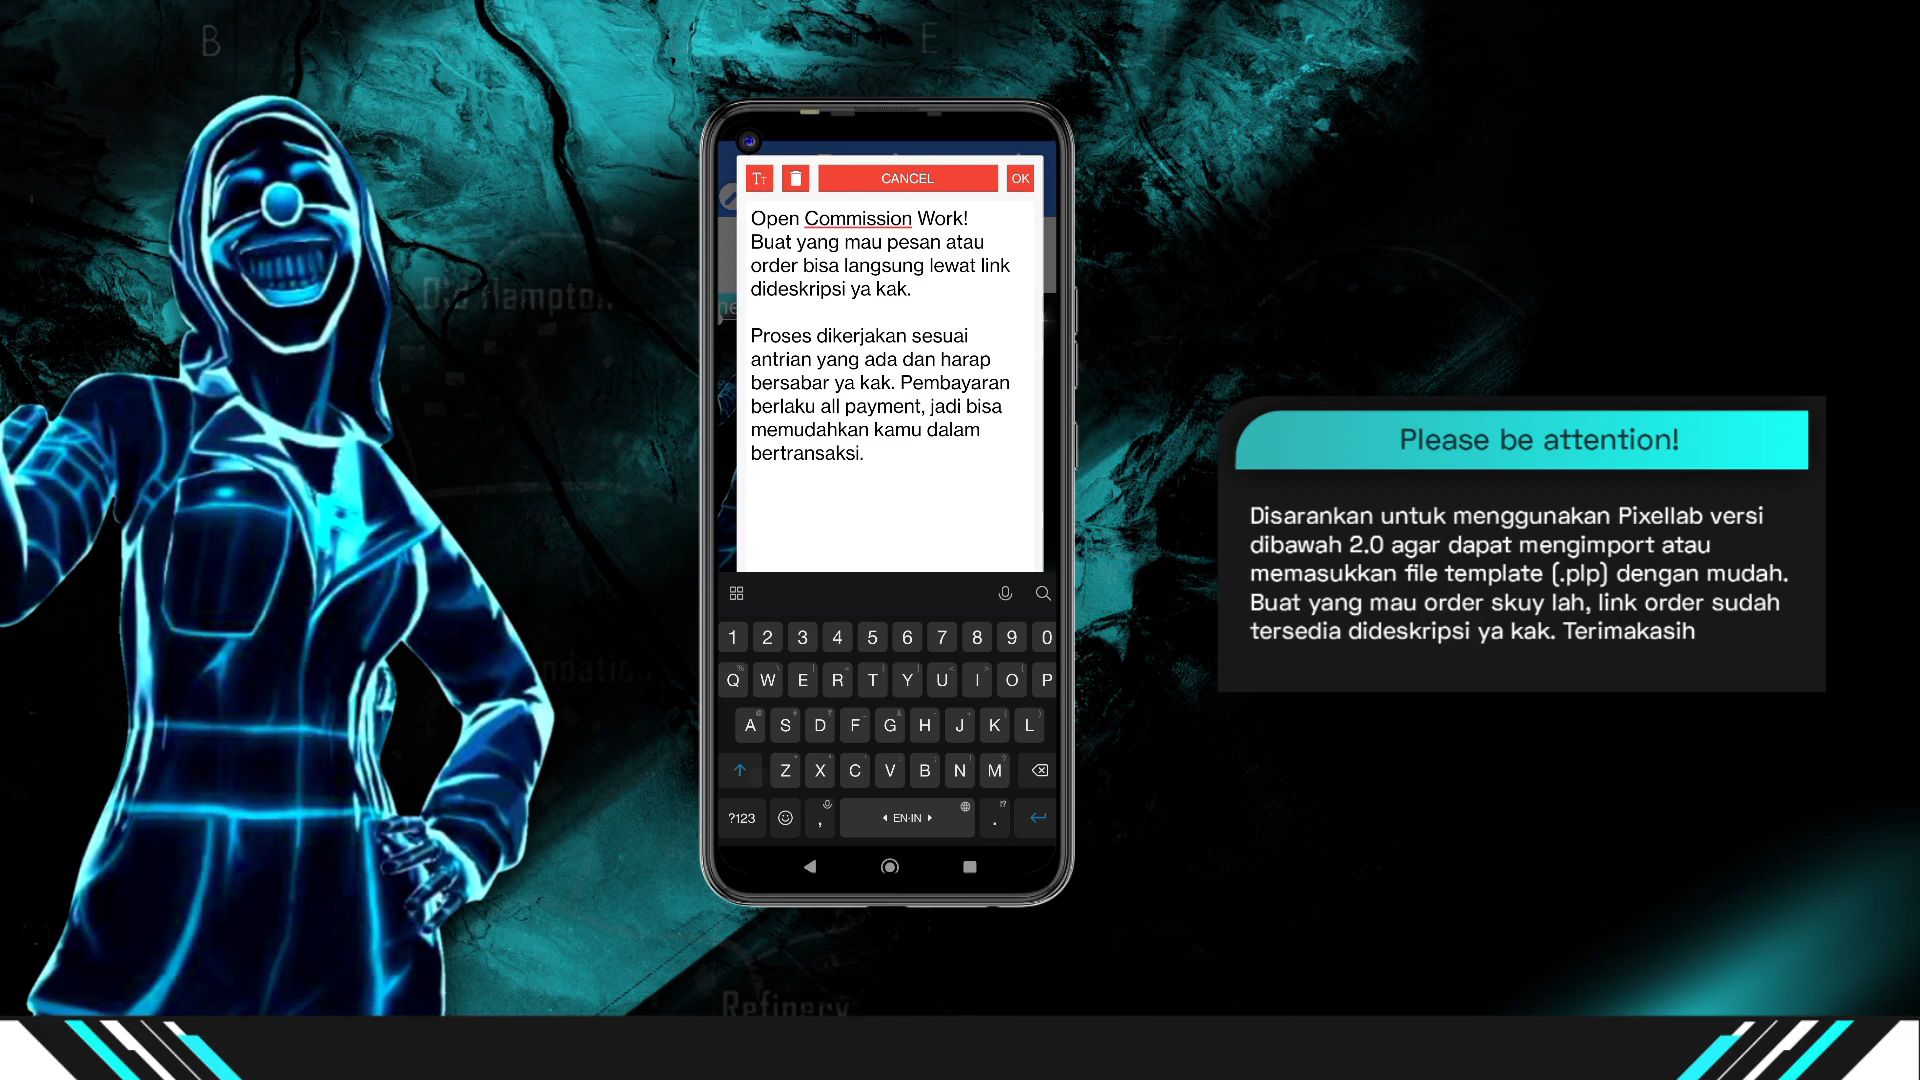 B
E
Old Hampton
CANCEL
OK
Open Commission Work!
Buat yang mau pesan atau
order bisa langsung lewat link
dideskripsi ya kak.
Proses dikerjakan sesuai
antrian yang ada dan harap
bersabar ya kak. Pembayaran
berlaku all payment, jadi bisa
memudahkan kamu dalam
bertransaksi.
1 2 3 4 5 6 7 8 9 0
Q W E R T Y U I O P
A S D F G H J K L
Z X C V B N M
?123 , EN-IN . !?
Please be attention!
Disarankan untuk menggunakan Pixellab versi
dibawah 2.0 agar dapat mengimport atau
memasukkan file template (.plp) dengan mudah.
Buat yang mau order skuy lah, link order sudah
tersedia dideskripsi ya kak. Terimakasih
Refinery